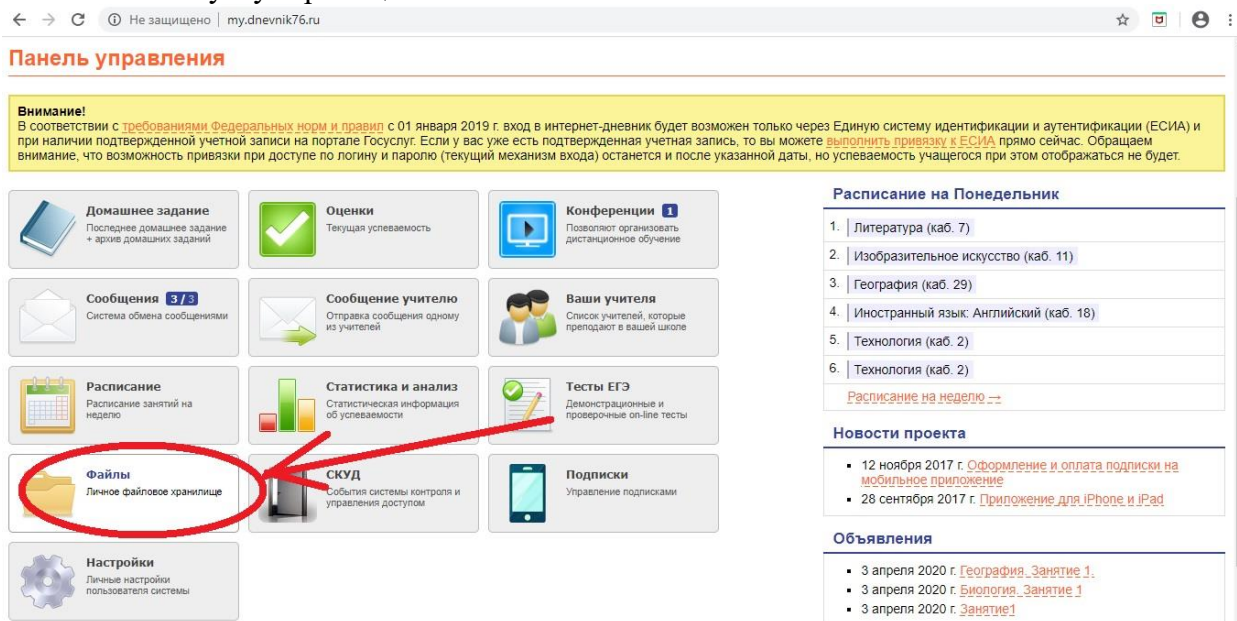 Не защищено
my.dnevnik76.ru
Панель управления
Внимание!
В соответствии с требованиями Федеральных норм и правил с 01 января 2019 г. вход в интернет-дневник будет возможен только через Единую систему идентификации и аутентификации (ЕСИА) и
при наличии подтвержденной учетной записи на портале Госуслуг. Если у вас уже есть подтвержденная учетная запись, то вы можете выполнить привязку к ЕСИА прямо сейчас. Обращаем
внимание, что возможность привязки при доступе по логину и паролю (текущий механизм входа) останется и после указанной даты, но успеваемость учащегося при этом отображаться не будет.
Домашнее задание
Последнее домашнее задание
+ архив домашних заданий
Оценки
Текущая успеваемость
Конференции 1
Позволяют организовать
дистанционное обучение
Сообщения 3 / 3
Система обмена сообщениями
Сообщение учителю
Отправка сообщения одному
из учителей
Ваши учителя
Список учителей, которые
преподают в вашей школе
Расписание
Расписание занятий на
неделю
Статистика и анализ
Статистическая информация
об успеваемости
Тесты ЕГЭ
Демонстрационные и
проверочные on-line тесты
Файлы
Личное файловое хранилище
СКУД
События системы контроля и
управления доступом
Подписки
Управление подписками
Настройки
Личные настройки
пользователя системы
Расписание на Понедельник
1. Литература (каб. 7)
2. Изобразительное искусство (каб. 11)
3. География (каб. 29)
4. Иностранный язык: Английский (каб. 18)
5. Технология (каб. 2)
6. Технология (каб. 2)
Расписание на неделю →
Новости проекта
12 ноября 2017 г. Оформление и оплата подписки на
мобильное приложение
28 сентября 2017 г. Приложение для iPhone и iPad
Объявления
3 апреля 2020 г. География. Занятие 1.
3 апреля 2020 г. Биология. Занятие 1
3 апреля 2020 г. Занятие1